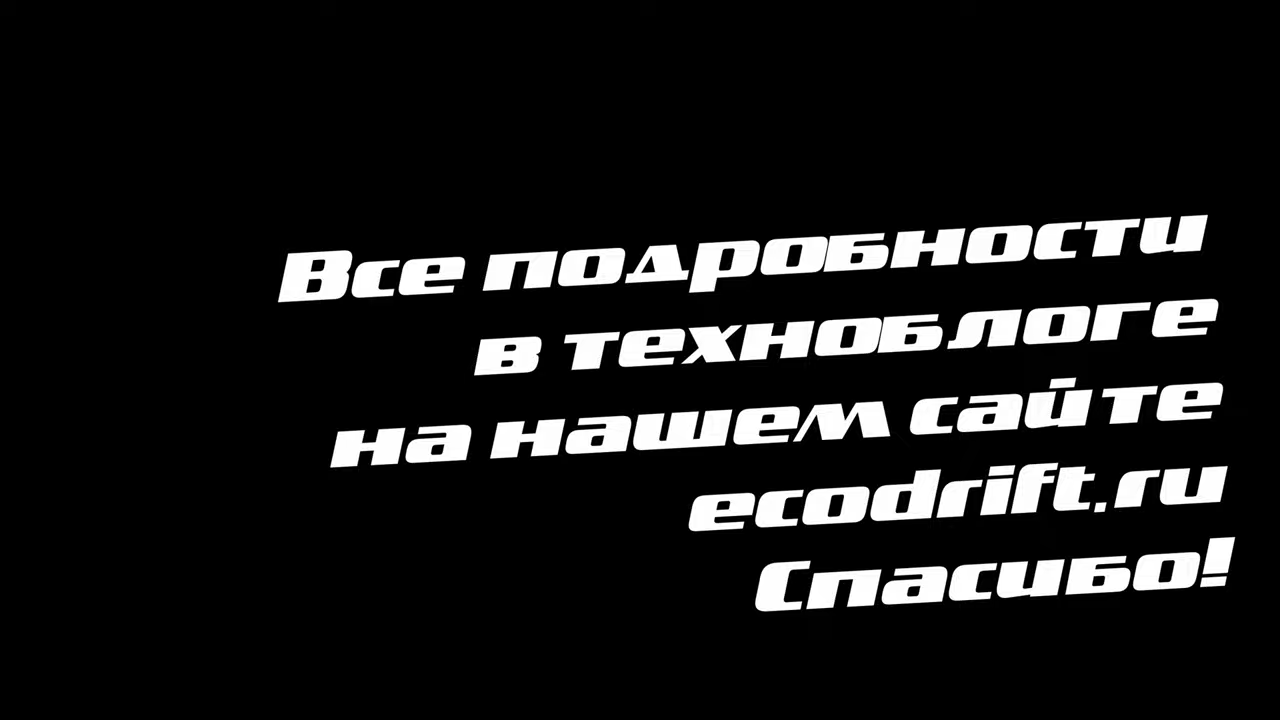 Все подробности
в техноблоге
на нашем сайте
ecodrift.ru
Спасибо!